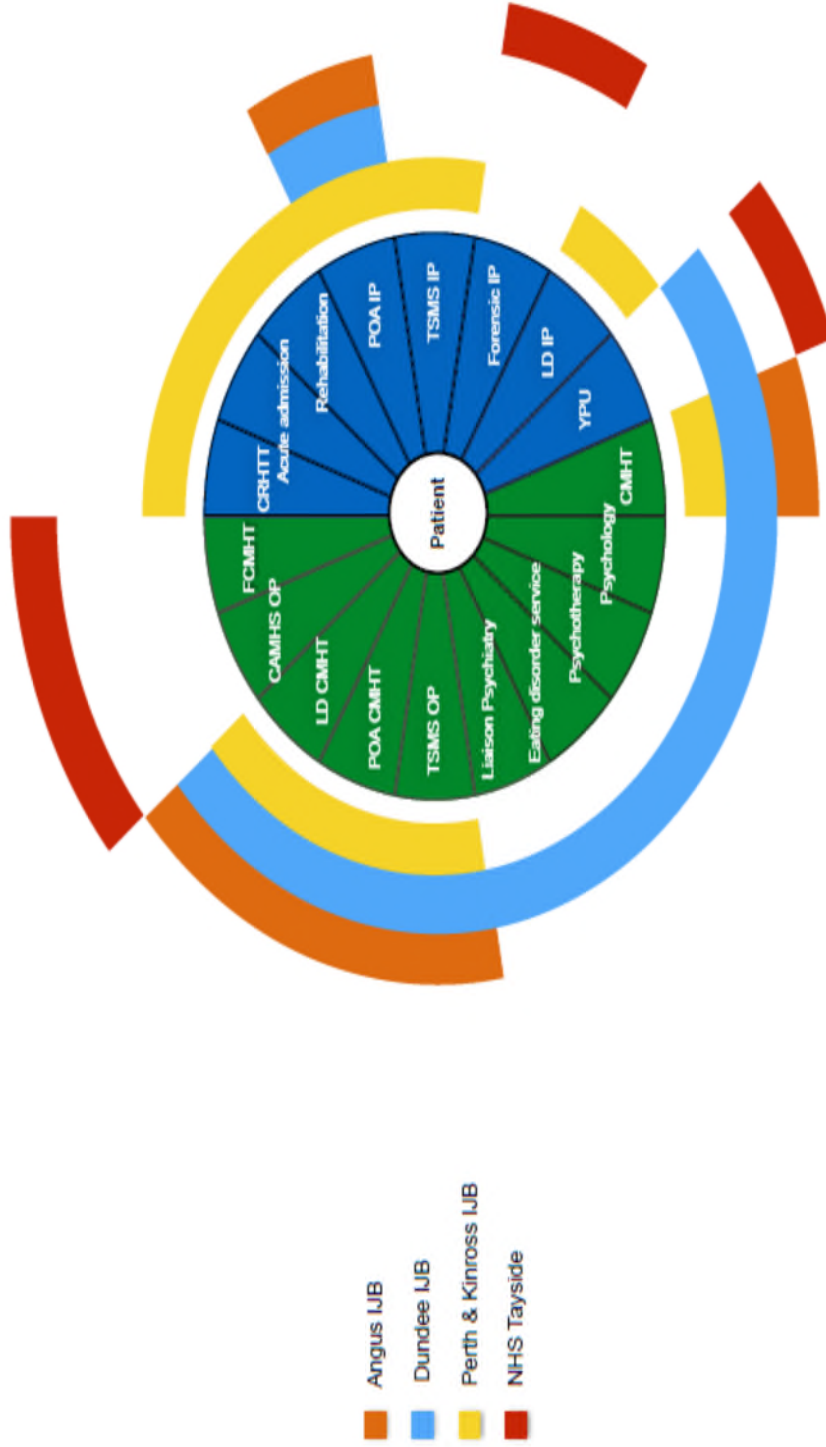 CRHTT
Acute admission
Rehabilitation
POA IP
TSMS IP
Forensic IP
LD IP
YPU
CMHT
Psychology
Psychotherapy
Eating disorder service
Liaison Psychiatry
TSMS OP
POA CMHT
LD CMHT
CAMHS OP
FCMHT
Patient
Angus IJB
Dundee IJB
Perth & Kinross IJB
NHS Tayside